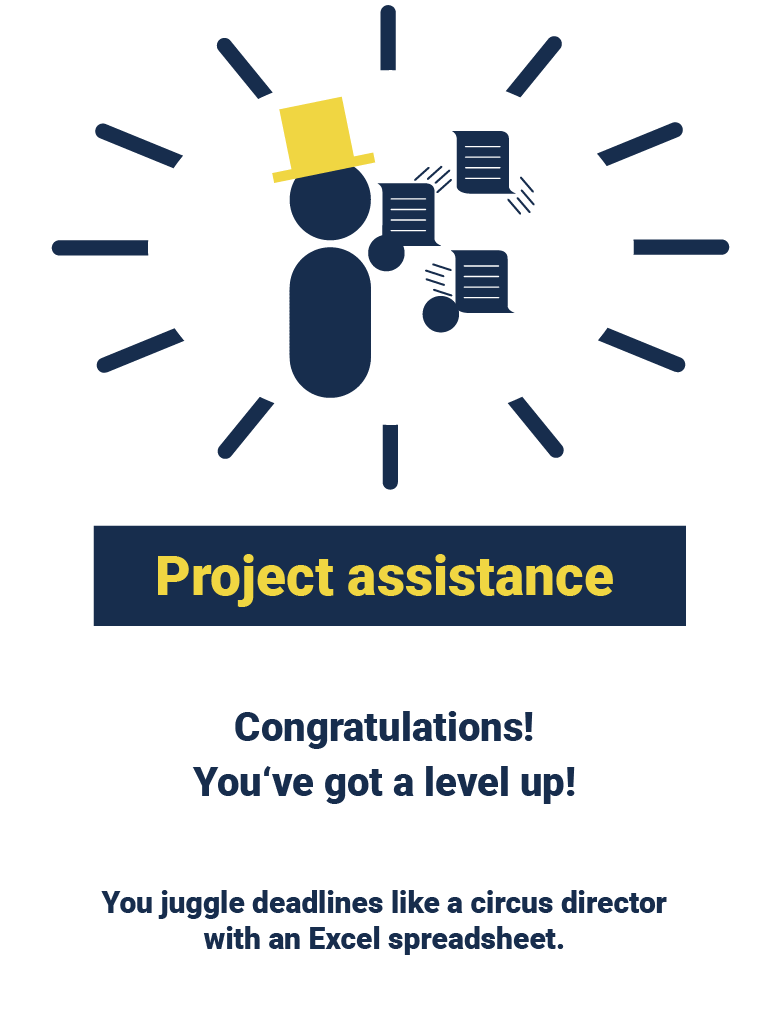 Project assistance
Congratulations!
You‘ve got a level up!
You juggle deadlines like a circus director
with an Excel spreadsheet.